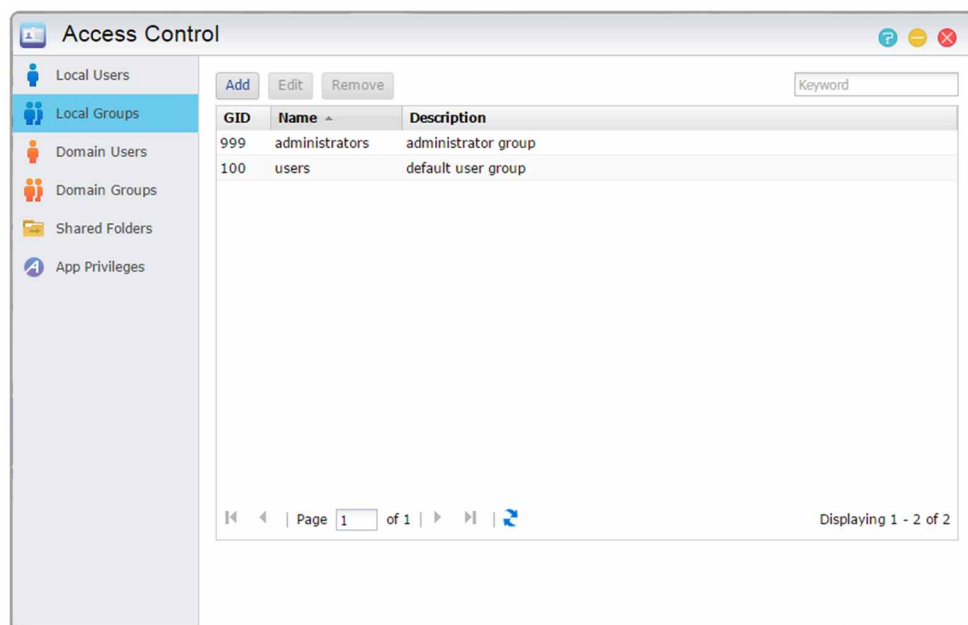 Access Control
Local Users
Local Groups
Domain Users
Domain Groups
Shared Folders
App Privileges
Add Edit Remove Keyword
GID Name Description
999 administrators administrator group
100 users default user group
Page 1 of 1 Displaying 1 - 2 of 2